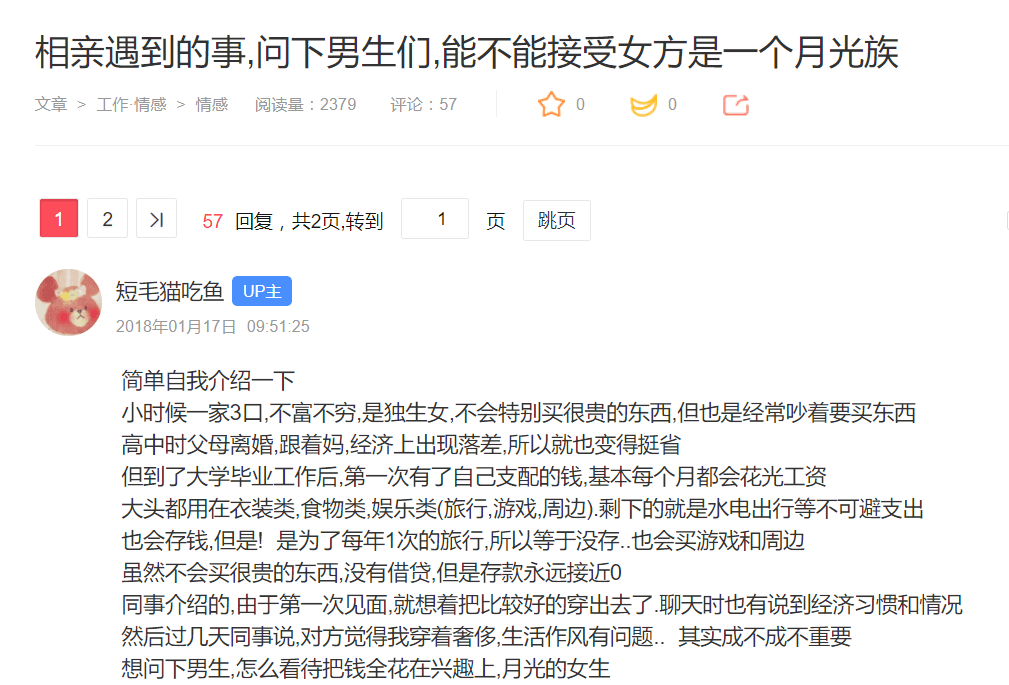 相亲遇到的事,问下男生们,能不能接受女方是一个月光族
文章 > 工作·情感 > 情感 阅读量：2379 评论：57 0 0
1 2 57 回复，共2页,转到 1 页 跳页
短毛猫吃鱼 UP主
2018年01月17日 09:51:25
简单自我介绍一下
小时候一家3口,不富不穷,是独生女,不会特别买很贵的东西,但也是经常吵着要买东西
高中时父母离婚,跟着妈,经济上出现落差,所以就也变得挺省
但到了大学毕业工作后,第一次有了自己支配的钱,基本每个月都会花光工资
大头都用在衣装类,食物类,娱乐类(旅行,游戏,周边).剩下的就是水电出行等不可避支出
也会存钱,但是! 是为了每年1次的旅行,所以等于没存..也会买游戏和周边
虽然不会买很贵的东西,没有借贷,但是存款永远接近0
同事介绍的,由于第一次见面,就想着把比较好的穿出去了.聊天时也有说到经济习惯和情况
然后过几天同事说,对方觉得我穿着奢侈,生活作风有问题.. 其实成不成不重要
想问下男生,怎么看待把钱全花在兴趣上,月光的女生